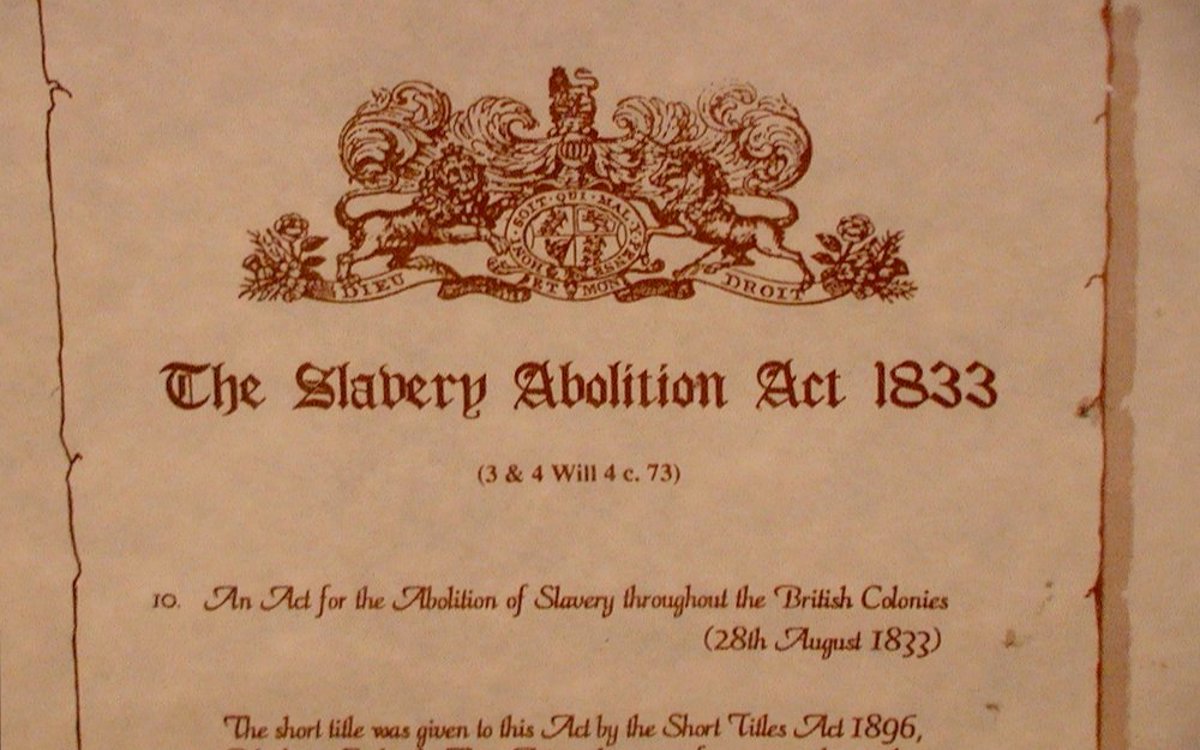 HONI · SOIT · QUI · MAL · Y · PENSE
DIEU ET MON DROIT
The Slavery Abolition Act 1833
(3 & 4 Will 4 c. 73)
10. An Act for the Abolition of Slavery throughout the British Colonies
(28th August 1833)
The short title was given to this Act by the Short Titles Act 1896,